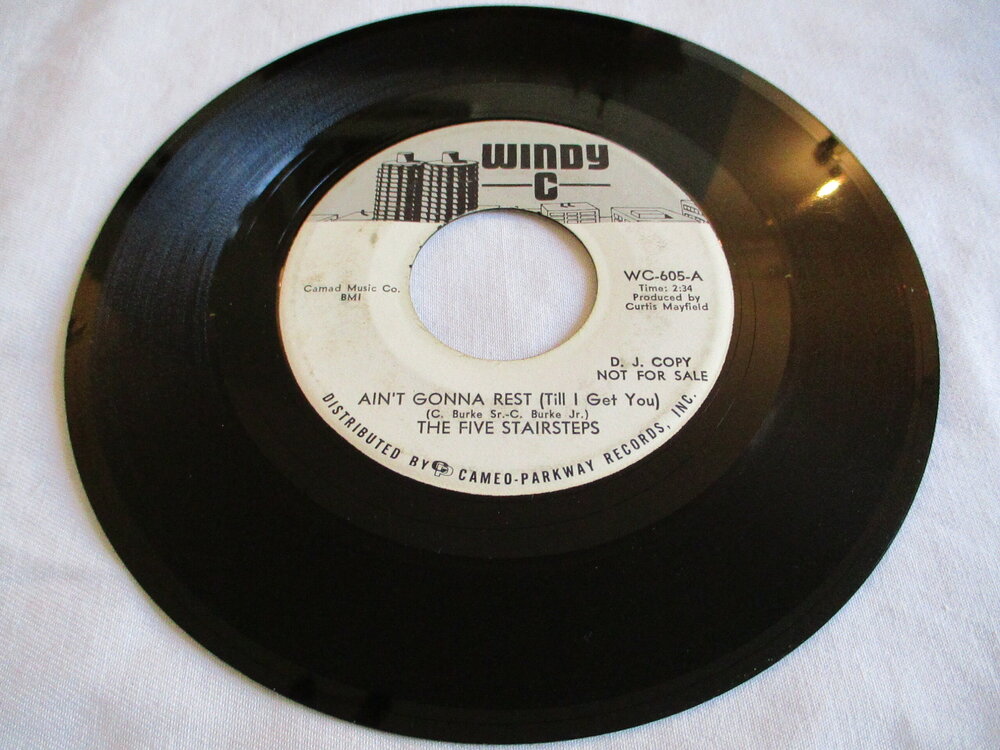 WINDY
C
Camad Music Co.
BMI
WC-605-A
Time: 2:34
Produced by
Curtis Mayfield
D. J. COPY
NOT FOR SALE
AIN'T GONNA REST (Till I Get You)
(C. Burke Sr.-C. Burke Jr.)
THE FIVE STAIRSTEPS
DISTRIBUTED BY CP CAMEO-PARKWAY RECORDS, INC.